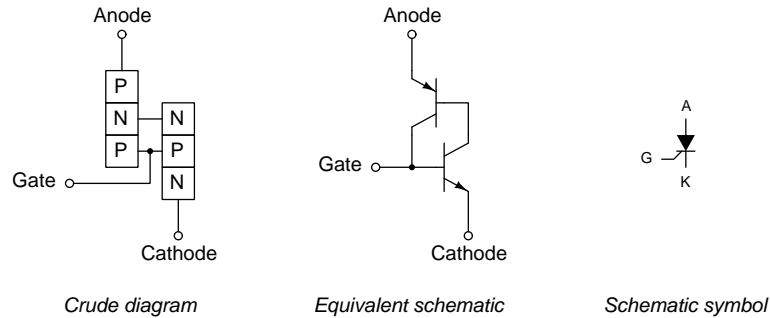 Anode
P
N
P
N
P
N
Gate
Cathode
Crude diagram
Anode
Gate
Cathode
Equivalent schematic
A
G
K
Schematic symbol